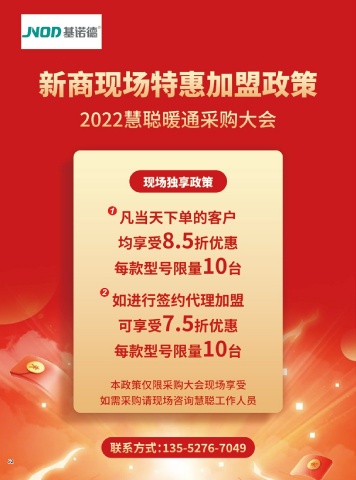 JNOD 基诺德®
新商现场特惠加盟政策
2022慧聪暖通采购大会
现场独享政策
1 凡当天下单的客户
均享受8.5折优惠
每款型号限量10台
2 如进行签约代理加盟
可享受7.5折优惠
每款型号限量10台
本政策仅限采购大会现场享受
如需采购请现场咨询慧聪工作人员
联系方式:135-5276-7049